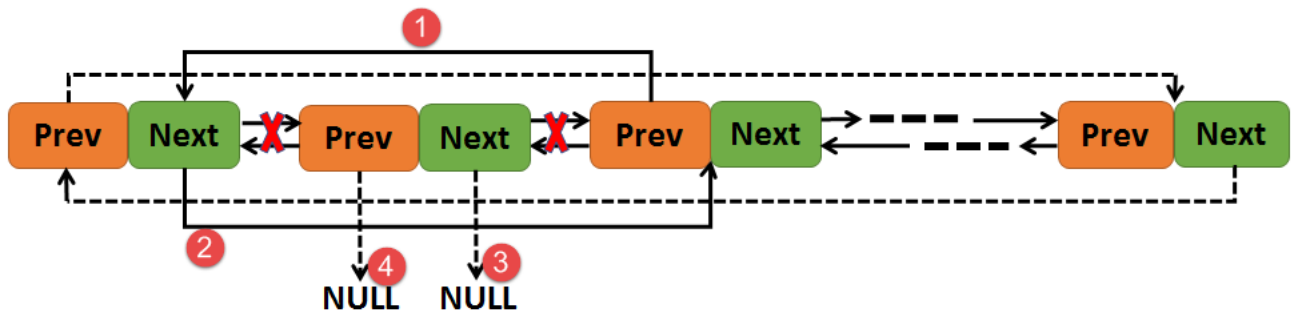 1
Prev Next Prev Next Prev Next Prev Next
2 4 3
NULL NULL